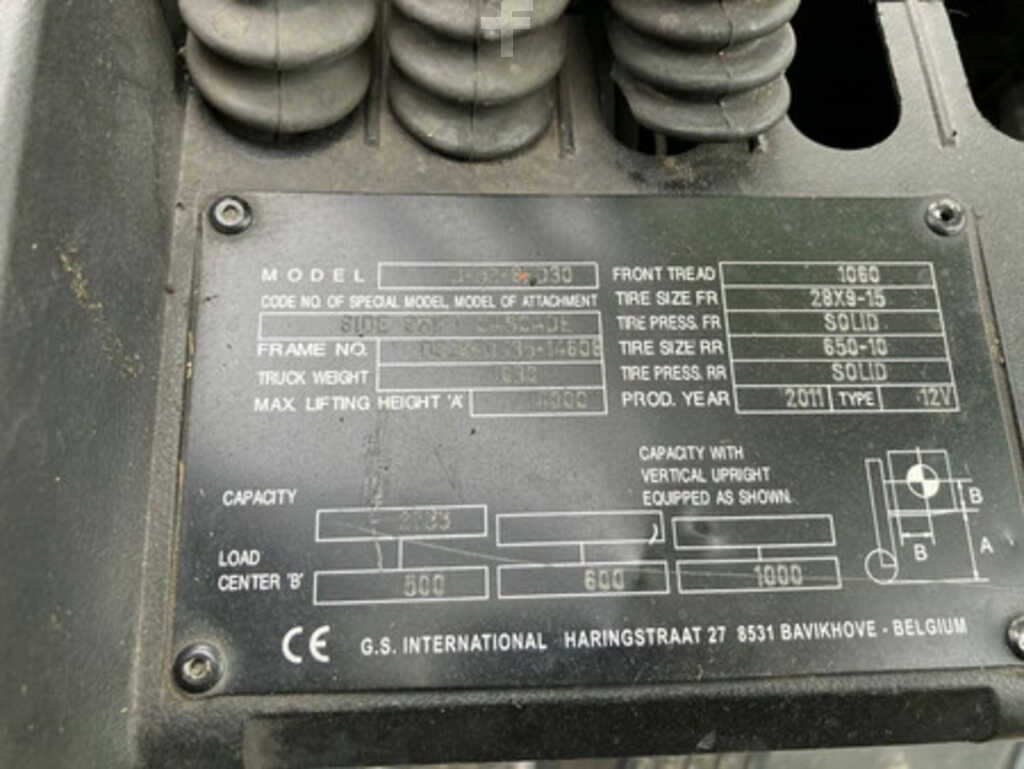 MODEL
CODE NO. OF SPECIAL MODEL, MODEL OF ATTACHMENT
SIDE
FRAME NO. -14608
TRUCK WEIGHT
MAX. LIFTING HEIGHT 'A'
FRONT TREAD 1060
TIRE SIZE FR 28X9-15
TIRE PRESS. FR SOLID
TIRE SIZE RR 650-10
TIRE PRESS. RR SOLID
PROD. YEAR 2011 TYPE 12V
CAPACITY WITH
VERTICAL UPRIGHT
EQUIPPED AS SHOWN.
CAPACITY
LOAD
CENTER 'B' 500 600 1000
B
B
A
CE G.S. INTERNATIONAL HARINGSTRAAT 27 8531 BAVIKHOVE - BELGIUM